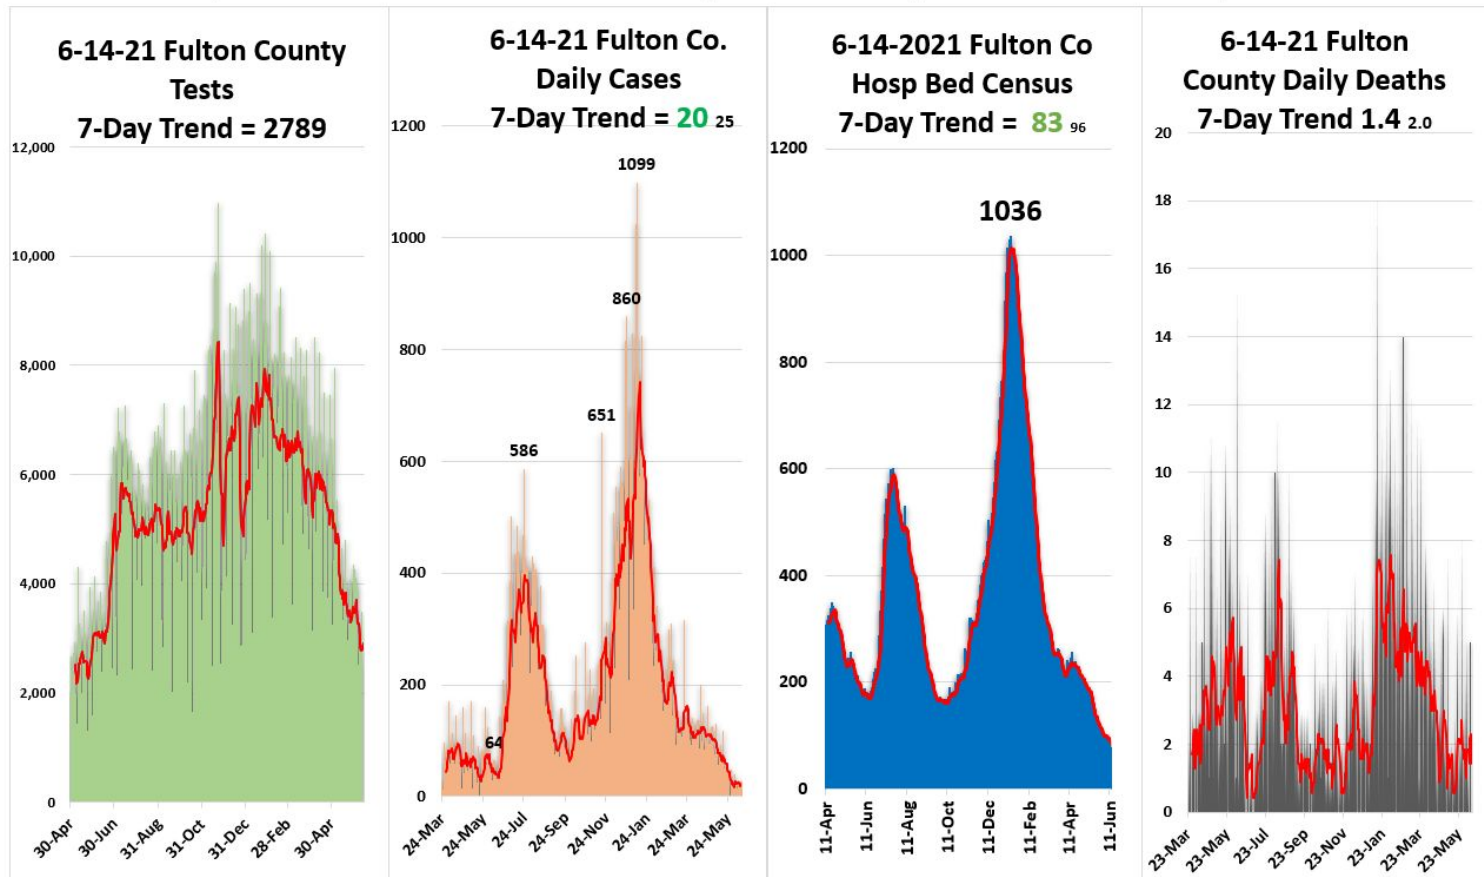 6-14-21 Fulton County
Tests
7-Day Trend = 2789
12,000
10,000
8,000
6,000
4,000
2,000
0
30-Apr
30-Jun
31-Aug
31-Oct
31-Dec
28-Feb
30-Apr
6-14-21 Fulton Co.
Daily Cases
7-Day Trend = 20 25
1200
1099
1000
860
800
651
600
586
400
200
64
0
24-Mar
24-May
24-Jul
24-Sep
24-Nov
24-Jan
24-Mar
24-May
6-14-2021 Fulton Co
Hosp Bed Census
7-Day Trend = 83 96
1200
1036
1000
800
600
400
200
0
11-Apr
11-Jun
11-Aug
11-Oct
11-Dec
11-Feb
11-Apr
11-Jun
6-14-21 Fulton
County Daily Deaths
7-Day Trend 1.4 2.0
20
18
16
14
12
10
8
6
4
2
0
23-Mar
23-May
23-Jul
23-Sep
23-Nov
23-Jan
23-Mar
23-May